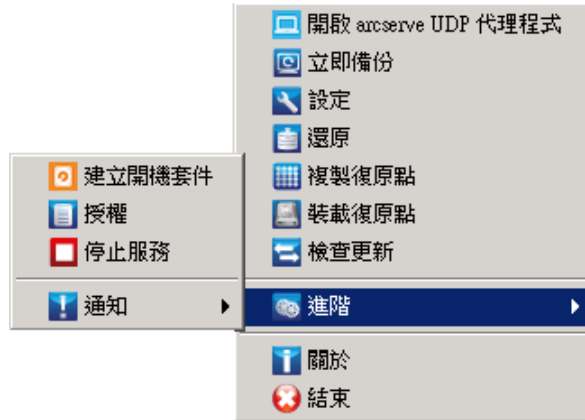 開啟 arcserve UDP 代理程式
立即備份
設定
還原
複製復原點
裝載復原點
檢查更新
進階
關於
結束
建立開機套件
授權
停止服務
通知